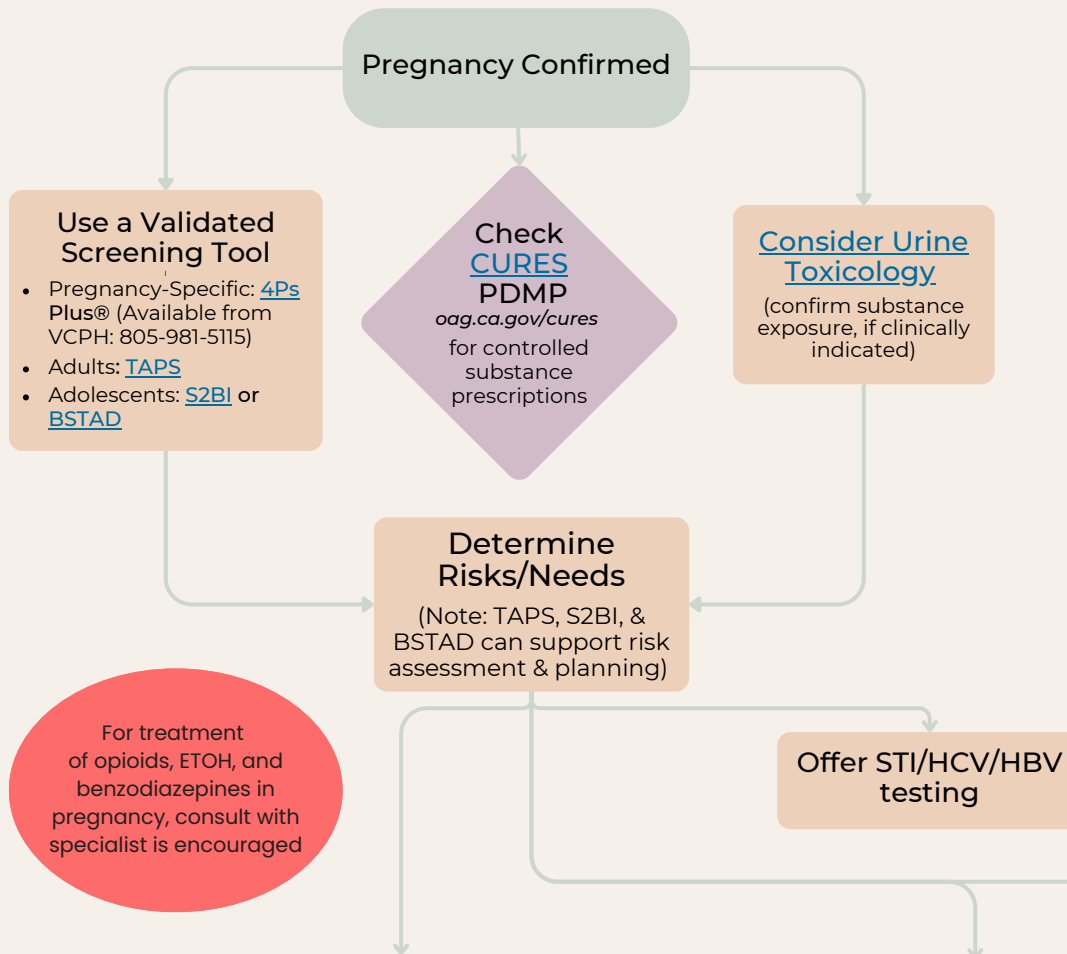 Pregnancy Confirmed
Use a Validated
Screening Tool
• Pregnancy-Specific: 4Ps
Plus® (Available from
VCPH: 805-981-5115)
• Adults: TAPS
• Adolescents: S2BI or
BSTAD
Check
CURES
PDMP
oag.ca.gov/cures
for controlled
substance
prescriptions
Consider Urine
Toxicology
(confirm substance
exposure, if clinically
indicated)
Determine
Risks/Needs
(Note: TAPS, S2BI, &
BSTAD can support risk
assessment & planning)
For treatment
of opioids, ETOH, and
benzodiazepines in
pregnancy, consult with
specialist is encouraged
Offer STI/HCV/HBV
testing